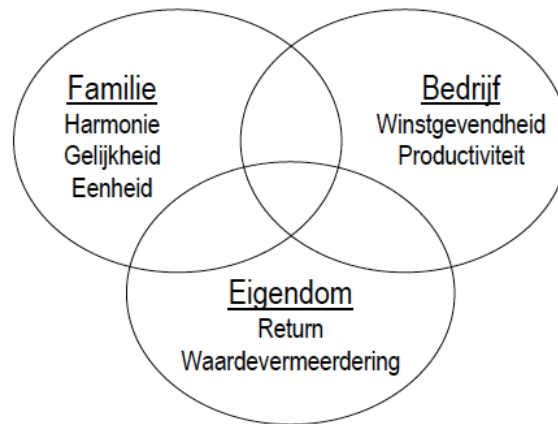 Familie
Harmonie
Gelijkheid
Eenheid
Bedrijf
Winstgevendheid
Productiviteit
Eigendom
Return
Waardevermeerdering